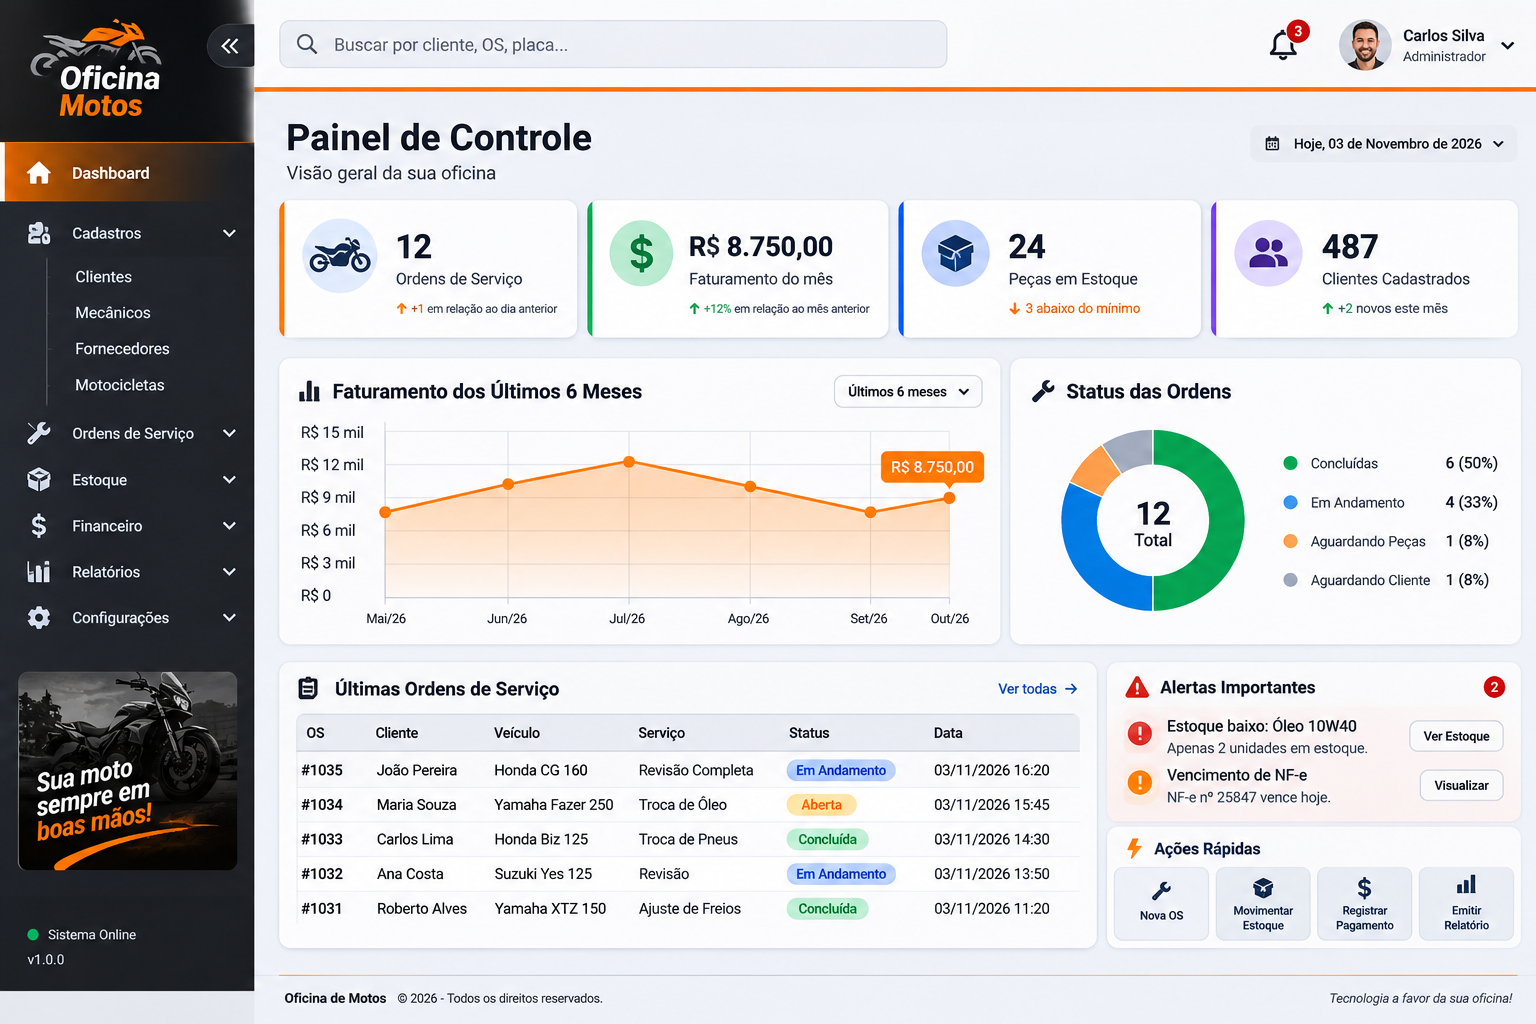 Oficina
Motos
Buscar por cliente, OS, placa...
3
Carlos Silva
Administrador
Dashboard
Cadastros
Clientes
Mecânicos
Fornecedores
Motocicletas
Ordens de Serviço
Estoque
Financeiro
Relatórios
Configurações
Sua moto
sempre em
boas mãos!
Sistema Online
v1.0.0
Painel de Controle
Visão geral da sua oficina
Hoje, 03 de Novembro de 2026
12
Ordens de Serviço
+1 em relação ao dia anterior
R$ 8.750,00
Faturamento do mês
+12% em relação ao mês anterior
24
Peças em Estoque
3 abaixo do mínimo
487
Clientes Cadastrados
+2 novos este mês
Faturamento dos Últimos 6 Meses
Últimos 6 meses
R$ 15 mil
R$ 12 mil
R$ 9 mil
R$ 6 mil
R$ 3 mil
R$ 0
R$ 8.750,00
Mai/26 Jun/26 Jul/26 Ago/26 Set/26 Out/26
Status das Ordens
12
Total
Concluídas 6 (50%)
Em Andamento 4 (33%)
Aguardando Peças 1 (8%)
Aguardando Cliente 1 (8%)
Últimas Ordens de Serviço
Ver todas
OS Cliente Veículo Serviço Status Data
#1035 João Pereira Honda CG 160 Revisão Completa Em Andamento 03/11/2026 16:20
#1034 Maria Souza Yamaha Fazer 250 Troca de Óleo Aberta 03/11/2026 15:45
#1033 Carlos Lima Honda Biz 125 Troca de Pneus Concluída 03/11/2026 14:30
#1032 Ana Costa Suzuki Yes 125 Revisão Em Andamento 03/11/2026 13:50
#1031 Roberto Alves Yamaha XTZ 150 Ajuste de Freios Concluída 03/11/2026 11:20
Alertas Importantes
2
Estoque baixo: Óleo 10W40
Apenas 2 unidades em estoque.
Ver Estoque
Vencimento de NF-e
NF-e nº 25847 vence hoje.
Visualizar
Ações Rápidas
Nova OS
Movimentar
Estoque
Registrar
Pagamento
Emitir
Relatório
Oficina de Motos © 2026 - Todos os direitos reservados.
Tecnologia a favor da sua oficina!